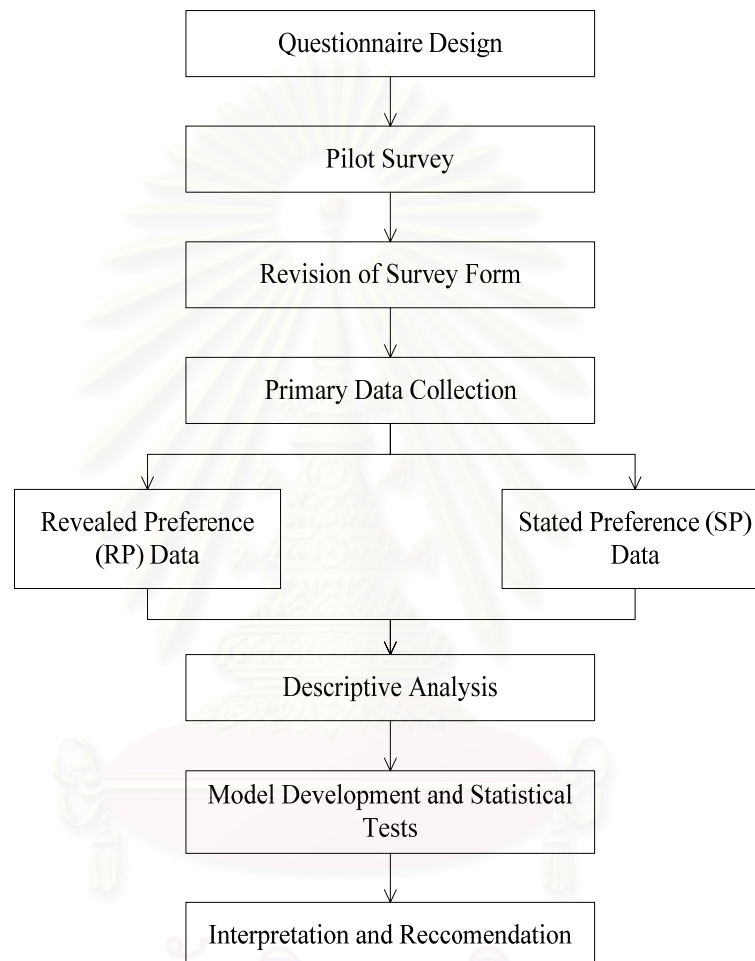 Questionnaire Design
Pilot Survey
Revision of Survey Form
Primary Data Collection
Revealed Preference
(RP) Data
Stated Preference (SP)
Data
Descriptive Analysis
Model Development and Statistical
Tests
Interpretation and Reccomendation